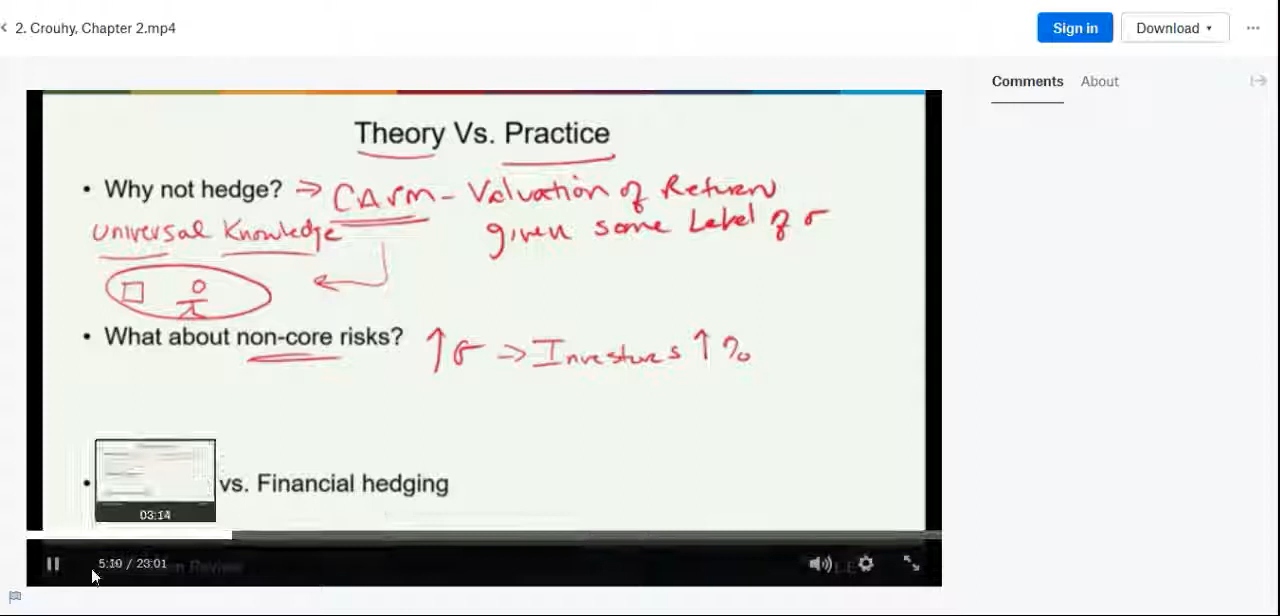 2. Crouhy, Chapter 2.mp4
Sign in
Download
Comments
About
Theory Vs. Practice
• Why not hedge? → CAPM - Valuation of Return
given some Level of σ
Universal Knowledge
• What about non-core risks? ↑σ → Investors ↑%
• vs. Financial hedging
03:14
5:10 / 23:01
Review